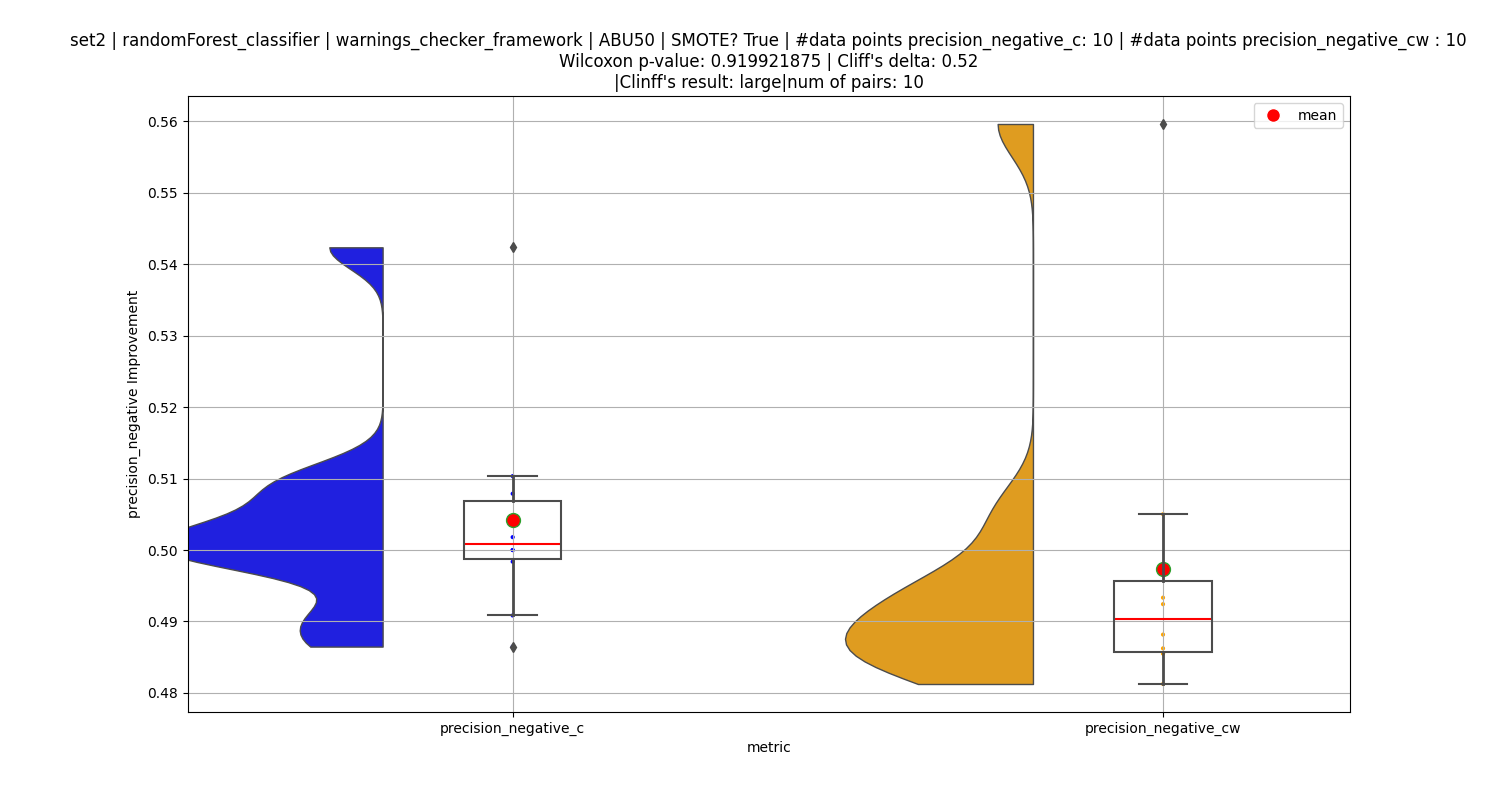 set2 | randomForest_classifier | warnings_checker_framework | ABU50 | SMOTE? True | #data points precision_negative_c: 10 | #data points precision_negative_cw : 10
Wilcoxon p-value: 0.919921875 | Cliff's delta: 0.52
|Clinff's result: large|num of pairs: 10
mean
0.56
0.55
0.54
0.53
0.52
0.51
0.50
0.49
0.48
precision_negative Improvement
precision_negative_c
precision_negative_cw
metric